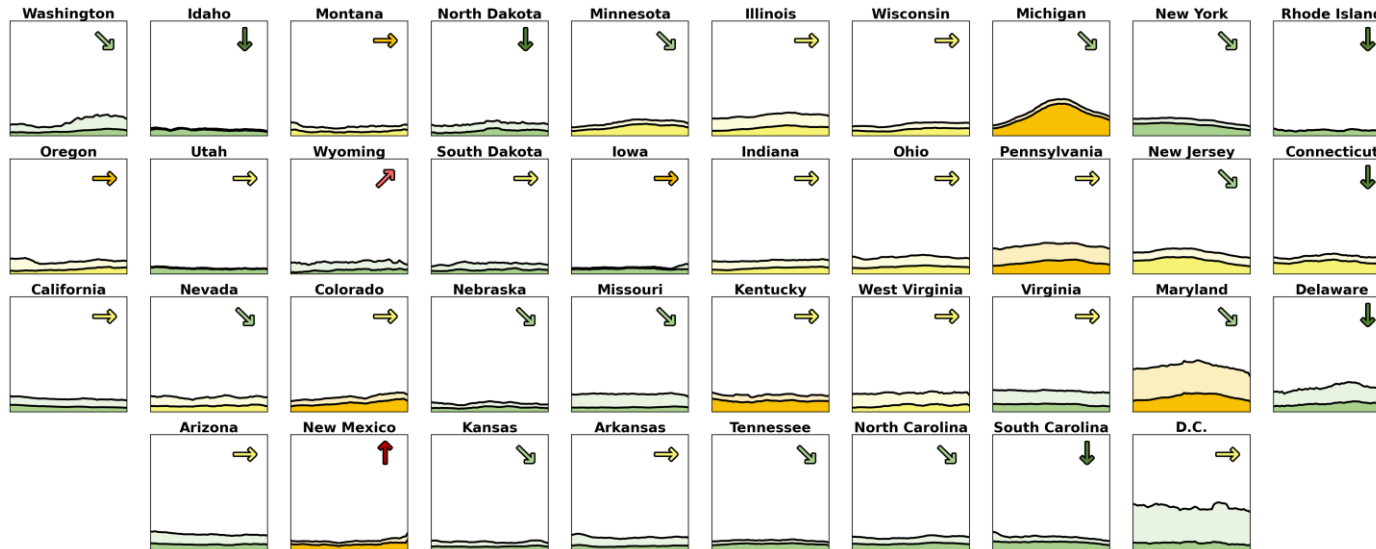 Washington Idaho Montana North Dakota Minnesota Illinois Wisconsin Michigan New York Rhode Island
Oregon Utah Wyoming South Dakota Iowa Indiana Ohio Pennsylvania New Jersey Connecticut
California Nevada Colorado Nebraska Missouri Kentucky West Virginia Virginia Maryland Delaware
Arizona New Mexico Kansas Arkansas Tennessee North Carolina South Carolina D.C.